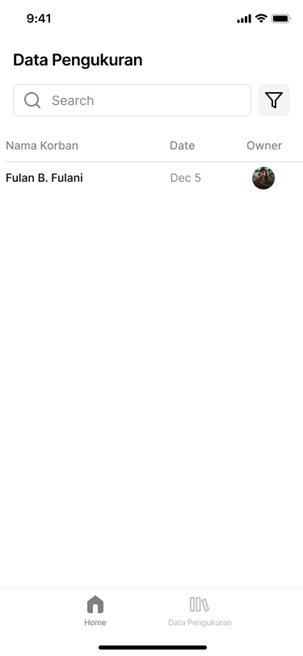 9:41
Data Pengukuran
Search
Nama Korban Date Owner
Fulan B. Fulani Dec 5
Home Data Pengukuran